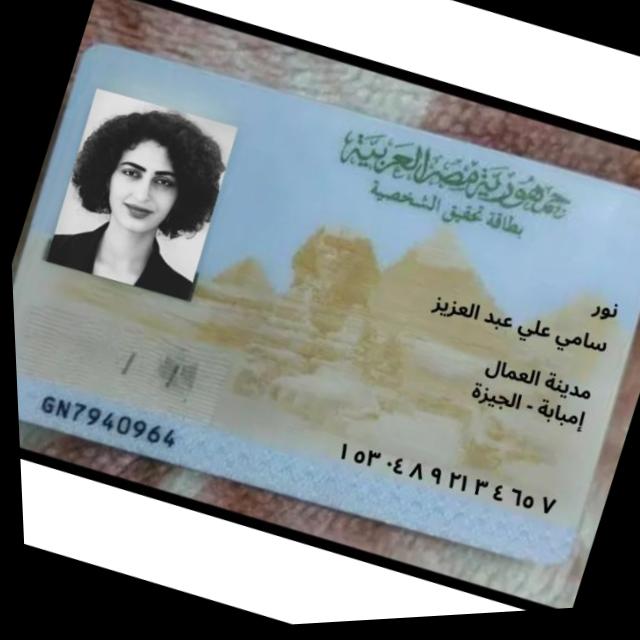 جمهورية مصر العربية
بطاقة تحقيق الشخصية
نور
سامي علي عبد العزيز
مدينة العمال
إمبابة - الجيزة
١٥٣٠٤٨٩٢١٣٤٦٥٧
GN7940964